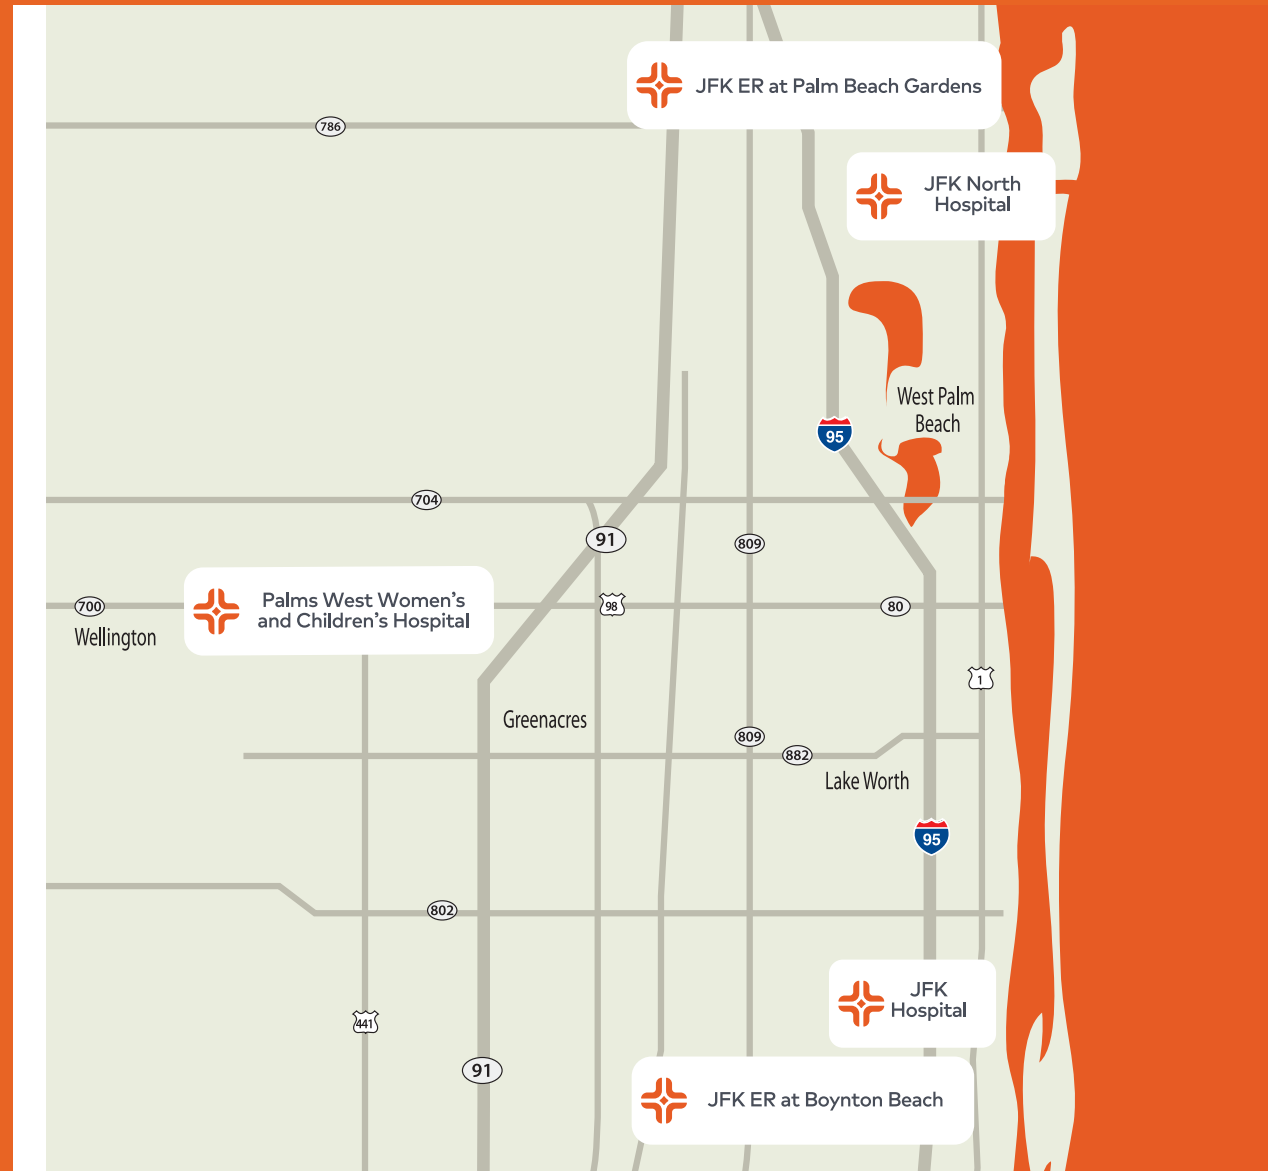 JFK ER at Palm Beach Gardens
786
JFK North
Hospital
West Palm
Beach
95
704
91
809
700
Palms West Women's
and Children's Hospital
98
80
Wellington
1
Greenacres
809
882
Lake Worth
95
802
JFK
Hospital
441
91
JFK ER at Boynton Beach